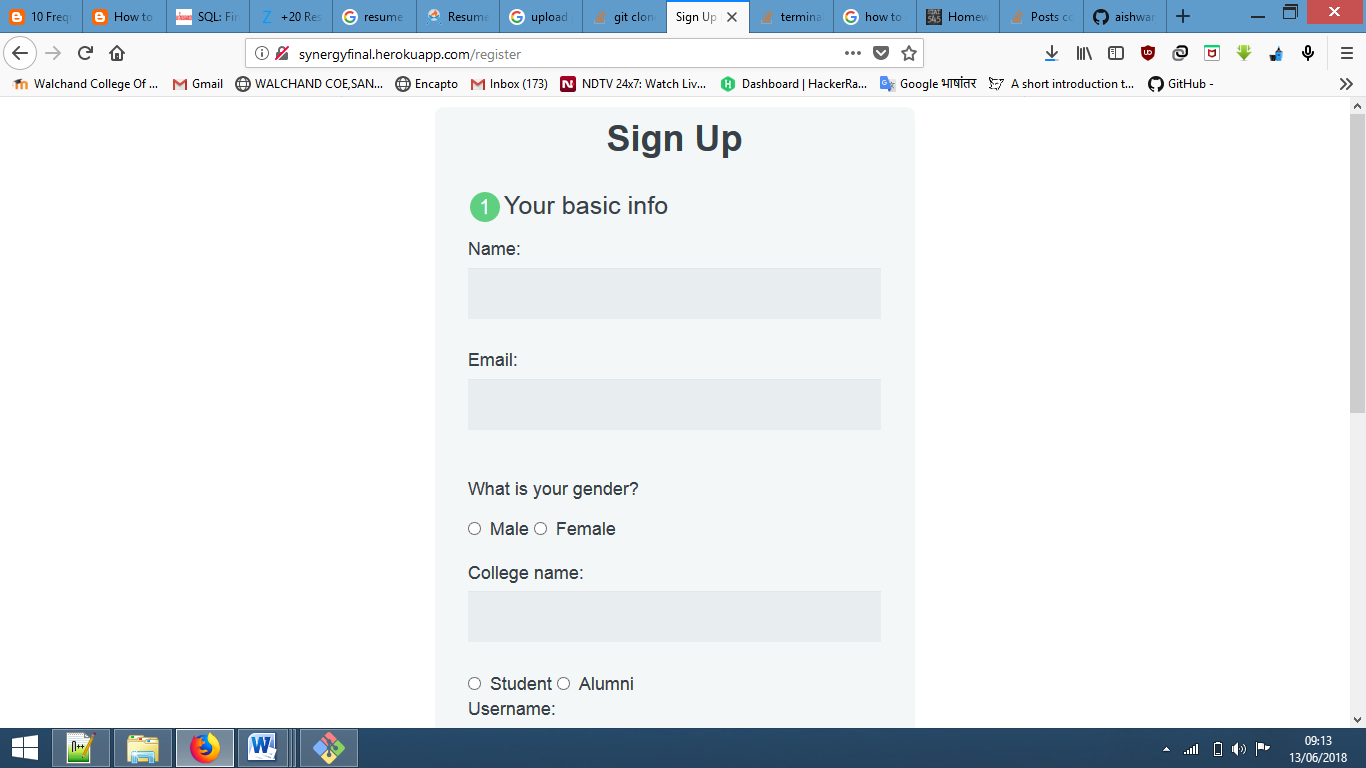 10 Freq
How to
SQL: Fin
+20 Res
resume
Resume
upload
git clone
Sign Up
termina
how to
Homew
Posts co
aishwar
synergyfinal.herokuapp.com/register
Walchand College Of ...
Gmail
WALCHAND COE,SAN...
Encapto
Inbox (173)
NDTV 24x7: Watch Liv...
Dashboard | HackerRa...
Google भाषांतर
A short introduction t...
GitHub -
Sign Up
1 Your basic info
Name:
Email:
What is your gender?
Male Female
College name:
Student Alumni
Username:
09:13
13/06/2018